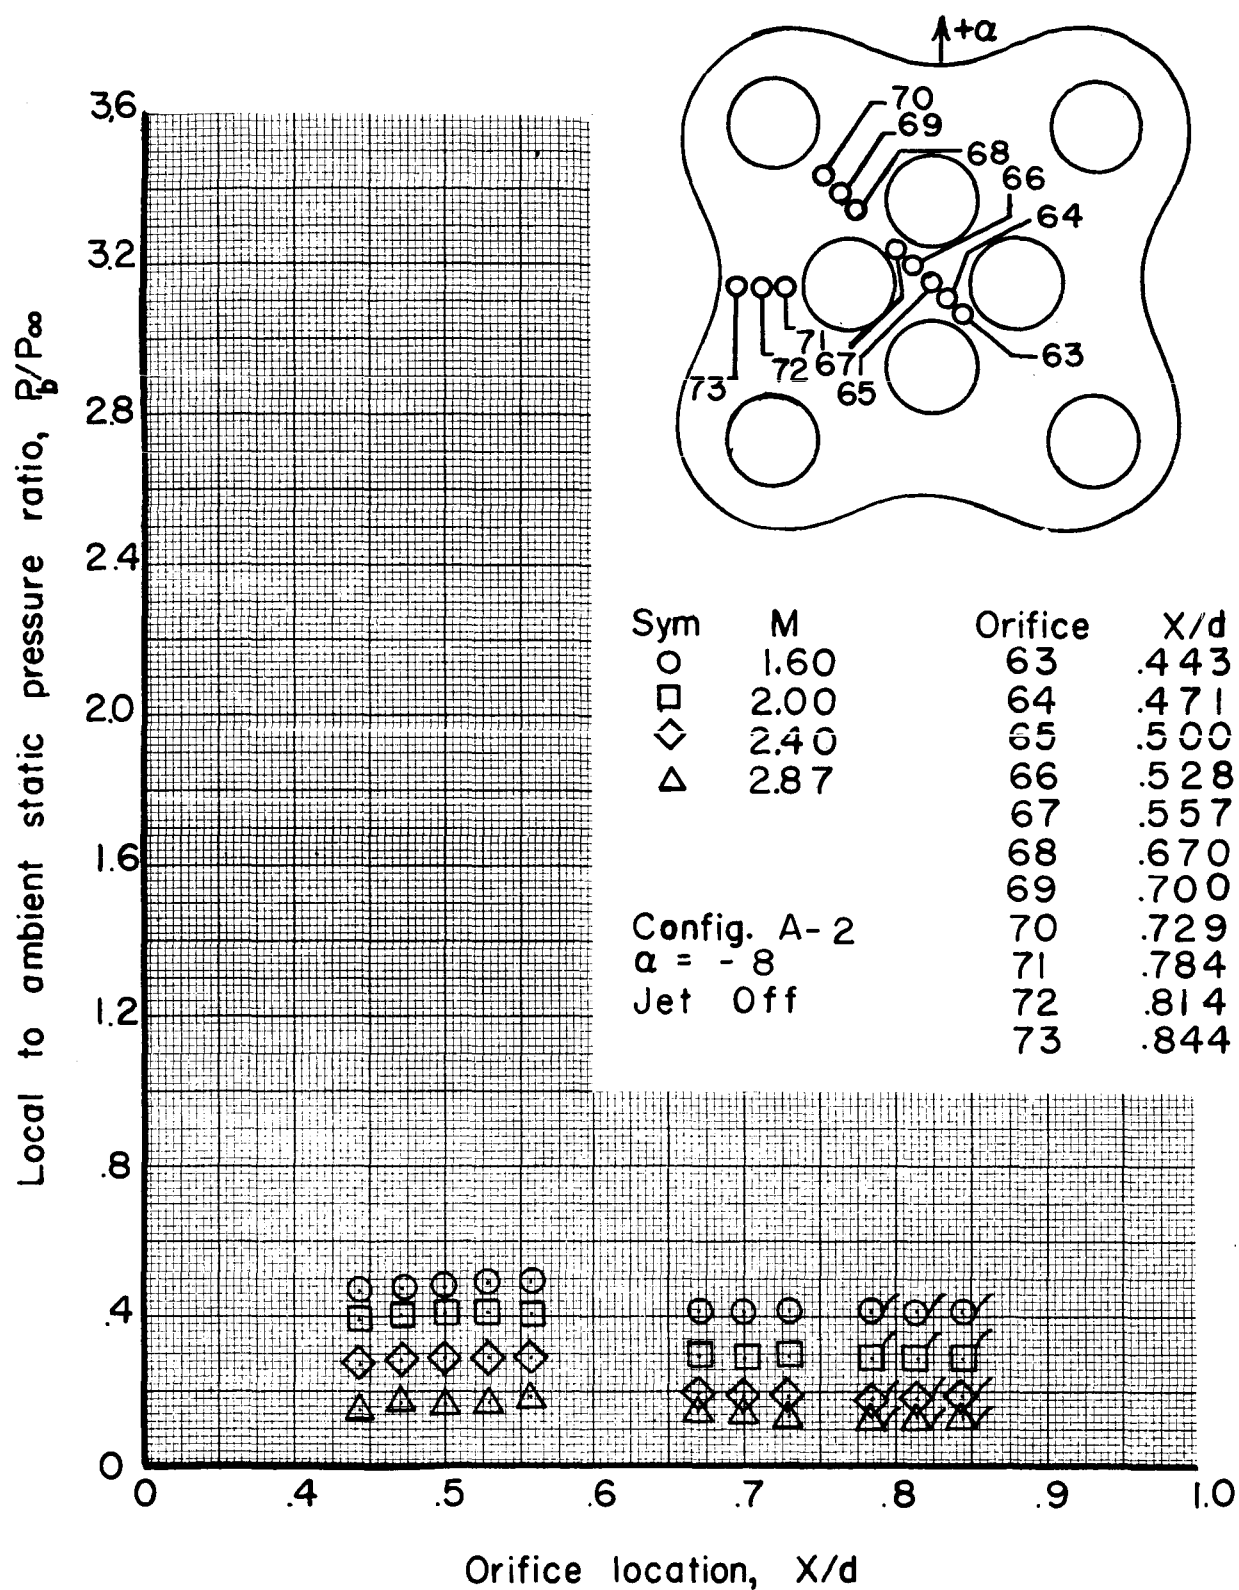 +α
70
69
68
66
64
71
72
67
63
73
65
3.6
3.2
2.8
2.4
2.0
1.6
1.2
.8
.4
0
Local to ambient static pressure ratio, Pb/P∞
Sym M Orifice X/d
1.60 63 .443
2.00 64 .471
2.40 65 .500
2.87 66 .528
67 .557
68 .670
69 .700
Config. A-2 70 .729
α = -8 71 .784
Jet Off 72 .814
73 .844
0 .4 .5 .6 .7 .8 .9 1.0
Orifice location, X/d